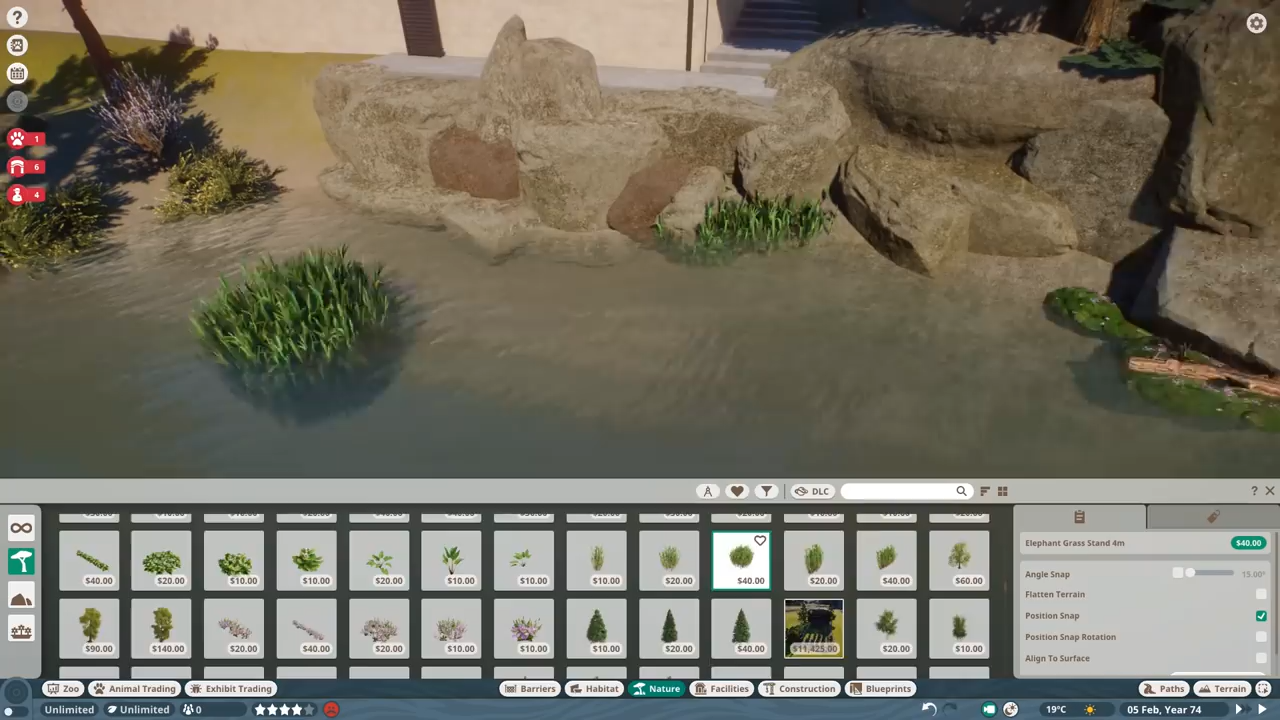 ?
1
6
4
DLC
? ✕
$40.00 $20.00 $10.00 $10.00 $20.00 $10.00 $10.00 $10.00 $20.00 $40.00 $20.00 $40.00 $60.00
$90.00 $140.00 $20.00 $40.00 $20.00 $10.00 $20.00 $10.00 $20.00 $40.00 $11,425.00 $20.00 $10.00
Elephant Grass Stand 4m $40.00
Angle Snap 15.00°
Flatten Terrain
Position Snap
Position Snap Rotation
Align To Surface
Zoo Animal Trading Exhibit Trading Barriers Habitat Nature Facilities Construction Blueprints Paths Terrain
Unlimited Unlimited 0 19°C 05 Feb, Year 74